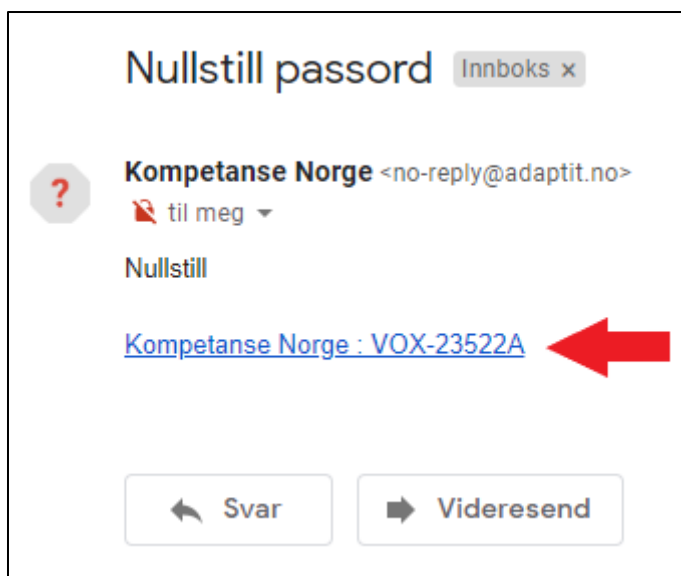 Nullstill passord Innboks x
Kompetanse Norge <no-reply@adaptit.no>
?
til meg
Nullstill
Kompetanse Norge : VOX-23522A
Svar Videresend